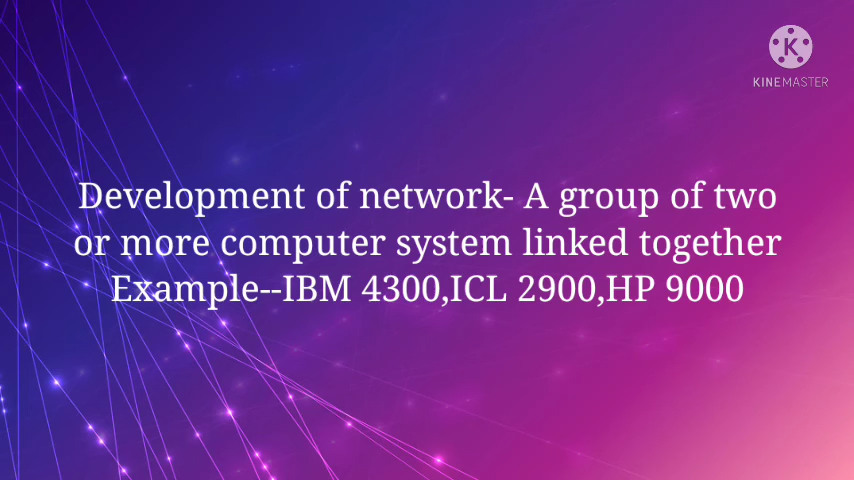 K
KINEMASTER
Development of network- A group of two
or more computer system linked together
Example--IBM 4300,ICL 2900,HP 9000